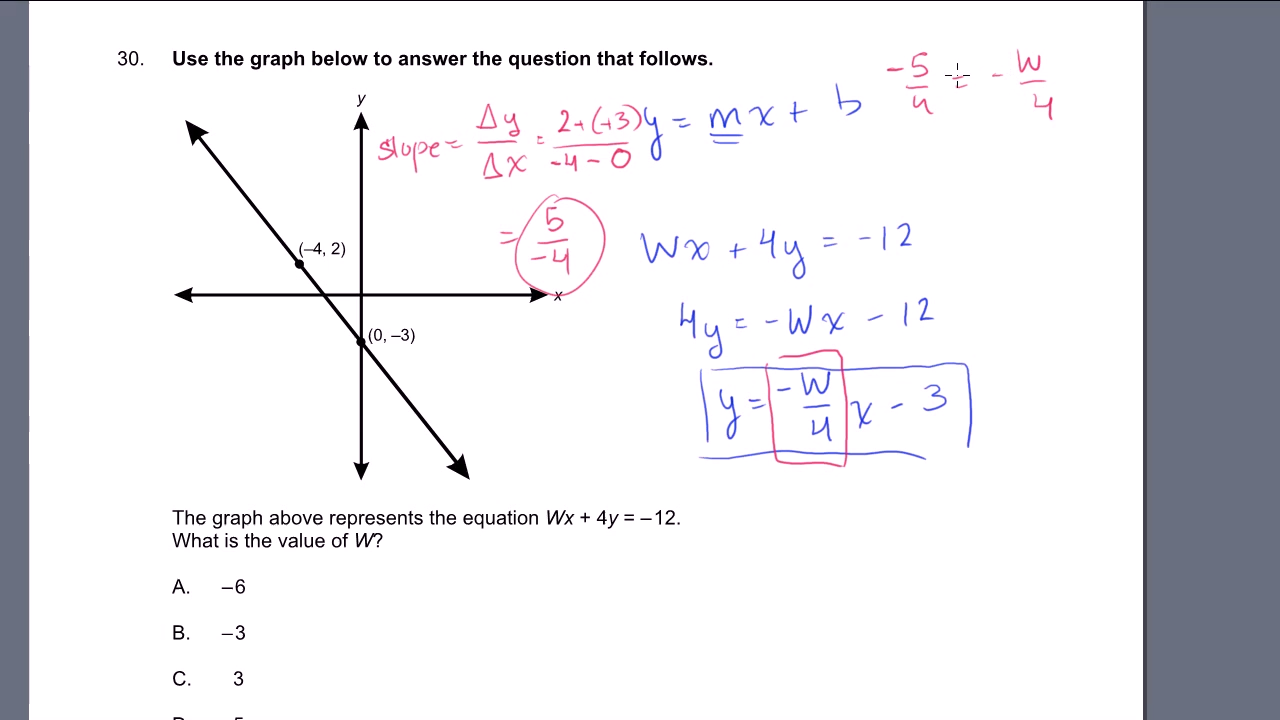 30. Use the graph below to answer the question that follows.
y
slope = Δy/Δx = 2+(+3)/-4-0
y = mx + b
-5/4 ÷ -W/4
= 5/-4
(–4, 2)
Wx + 4y = -12
x
(0, –3)
4y = -Wx - 12
y = -W/4 x - 3
The graph above represents the equation Wx + 4y = –12.
What is the value of W?
A. –6
B. –3
C. 3